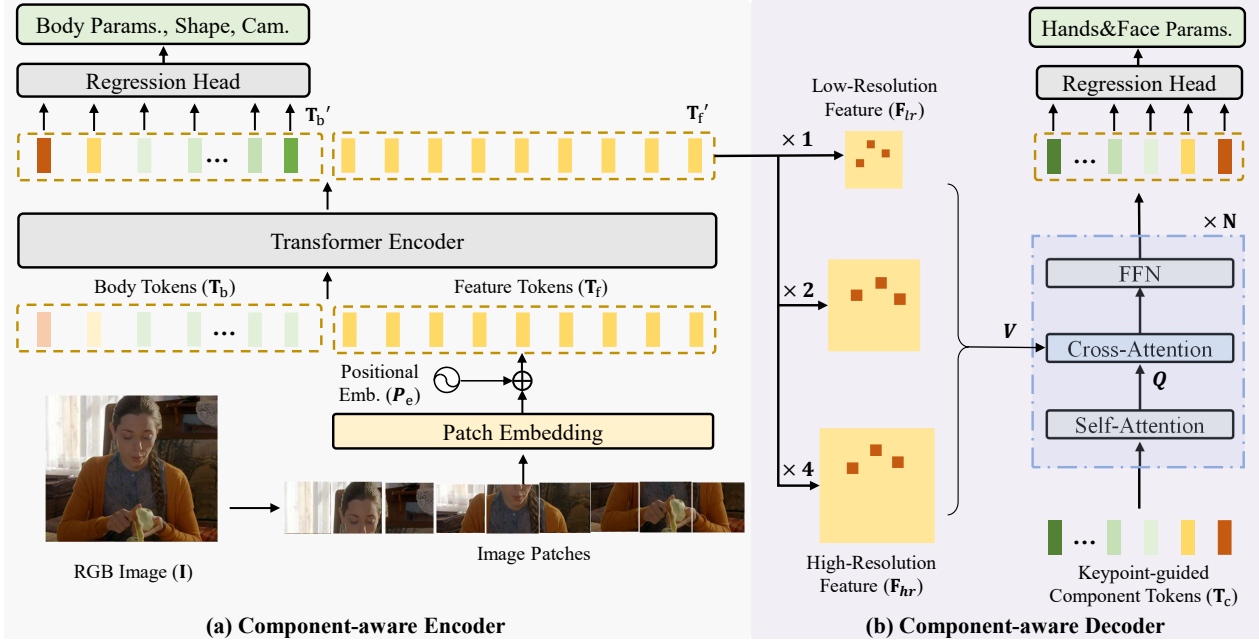 Body Params., Shape, Cam.
Regression Head
T_b'
T_f'
...
Transformer Encoder
Body Tokens (T_b)
Feature Tokens (T_f)
...
Positional
Emb. (P_e)
Patch Embedding
Image Patches
RGB Image (I)
(a) Component-aware Encoder
Low-Resolution
Feature (F_lr)
× 1
× 2
× 4
High-Resolution
Feature (F_hr)
V
Hands&Face Params.
Regression Head
...
× N
FFN
Cross-Attention
Q
Self-Attention
...
Keypoint-guided
Component Tokens (T_c)
(b) Component-aware Decoder